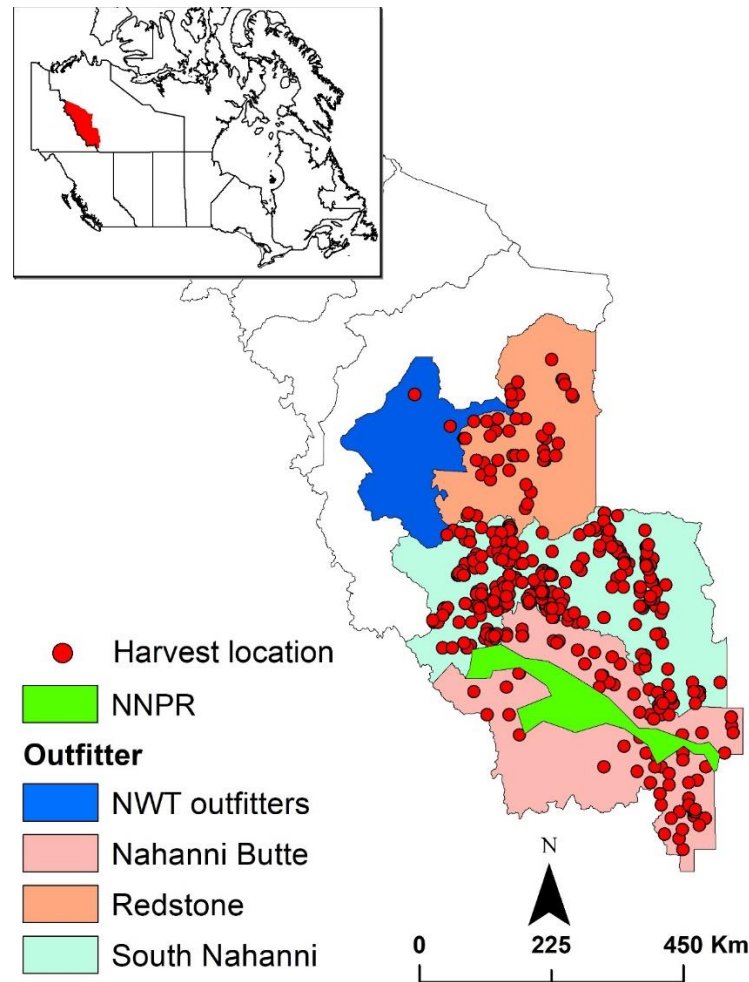 Harvest location
NNPR
Outfitter
NWT outfitters
Nahanni Butte
Redstone
South Nahanni
N
0 225 450 Km